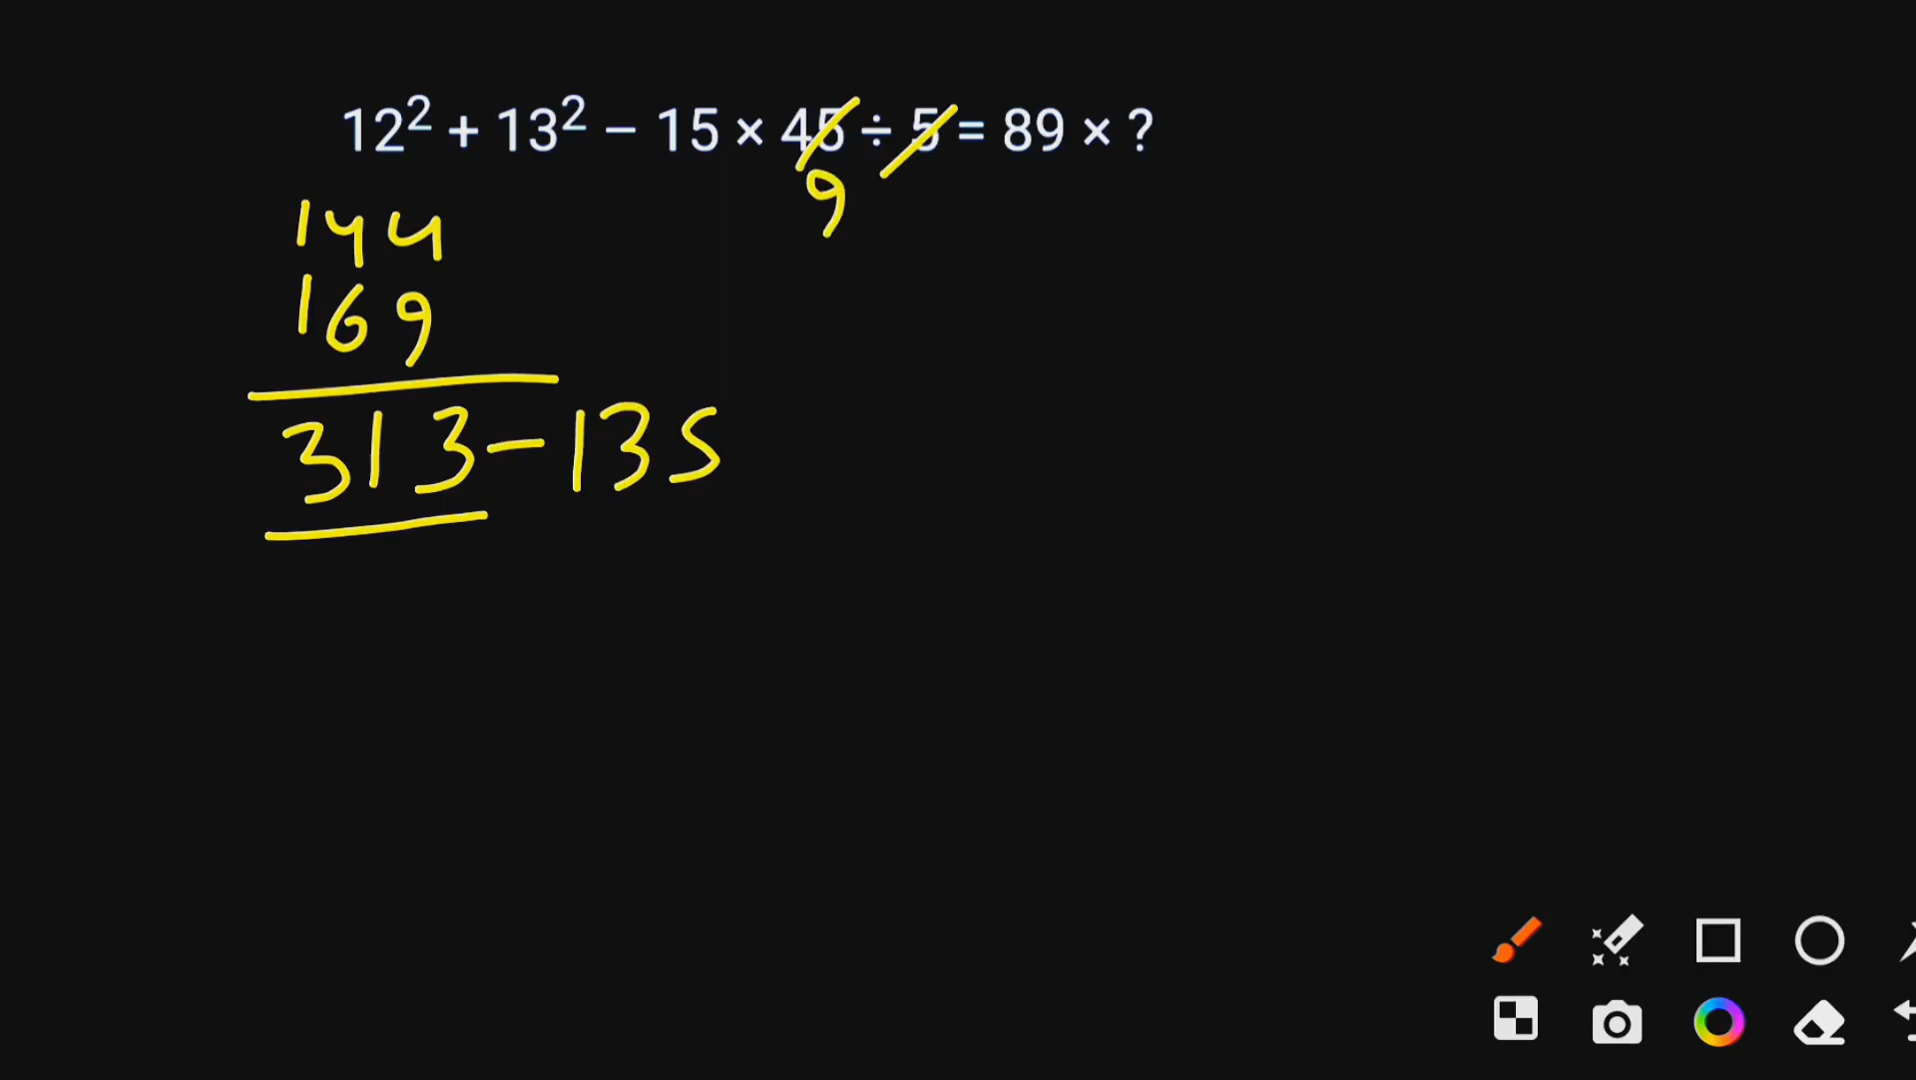 12² + 13² – 15 × 45 ÷ 5 = 89 × ?
9
144
169
313-135